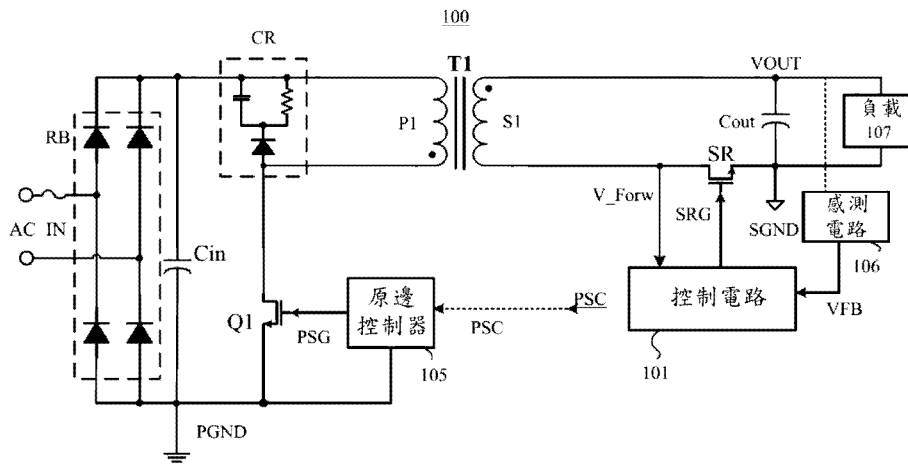 100
CR
T1
VOUT
RB
P1
S1
Cout
負載
107
SR
V_Forw
SRG
SGND
感測
電路
106
AC IN
Cin
控制電路
VFB
101
Q1
PSG
原邊
控制器
105
PSC
PSC
PGND